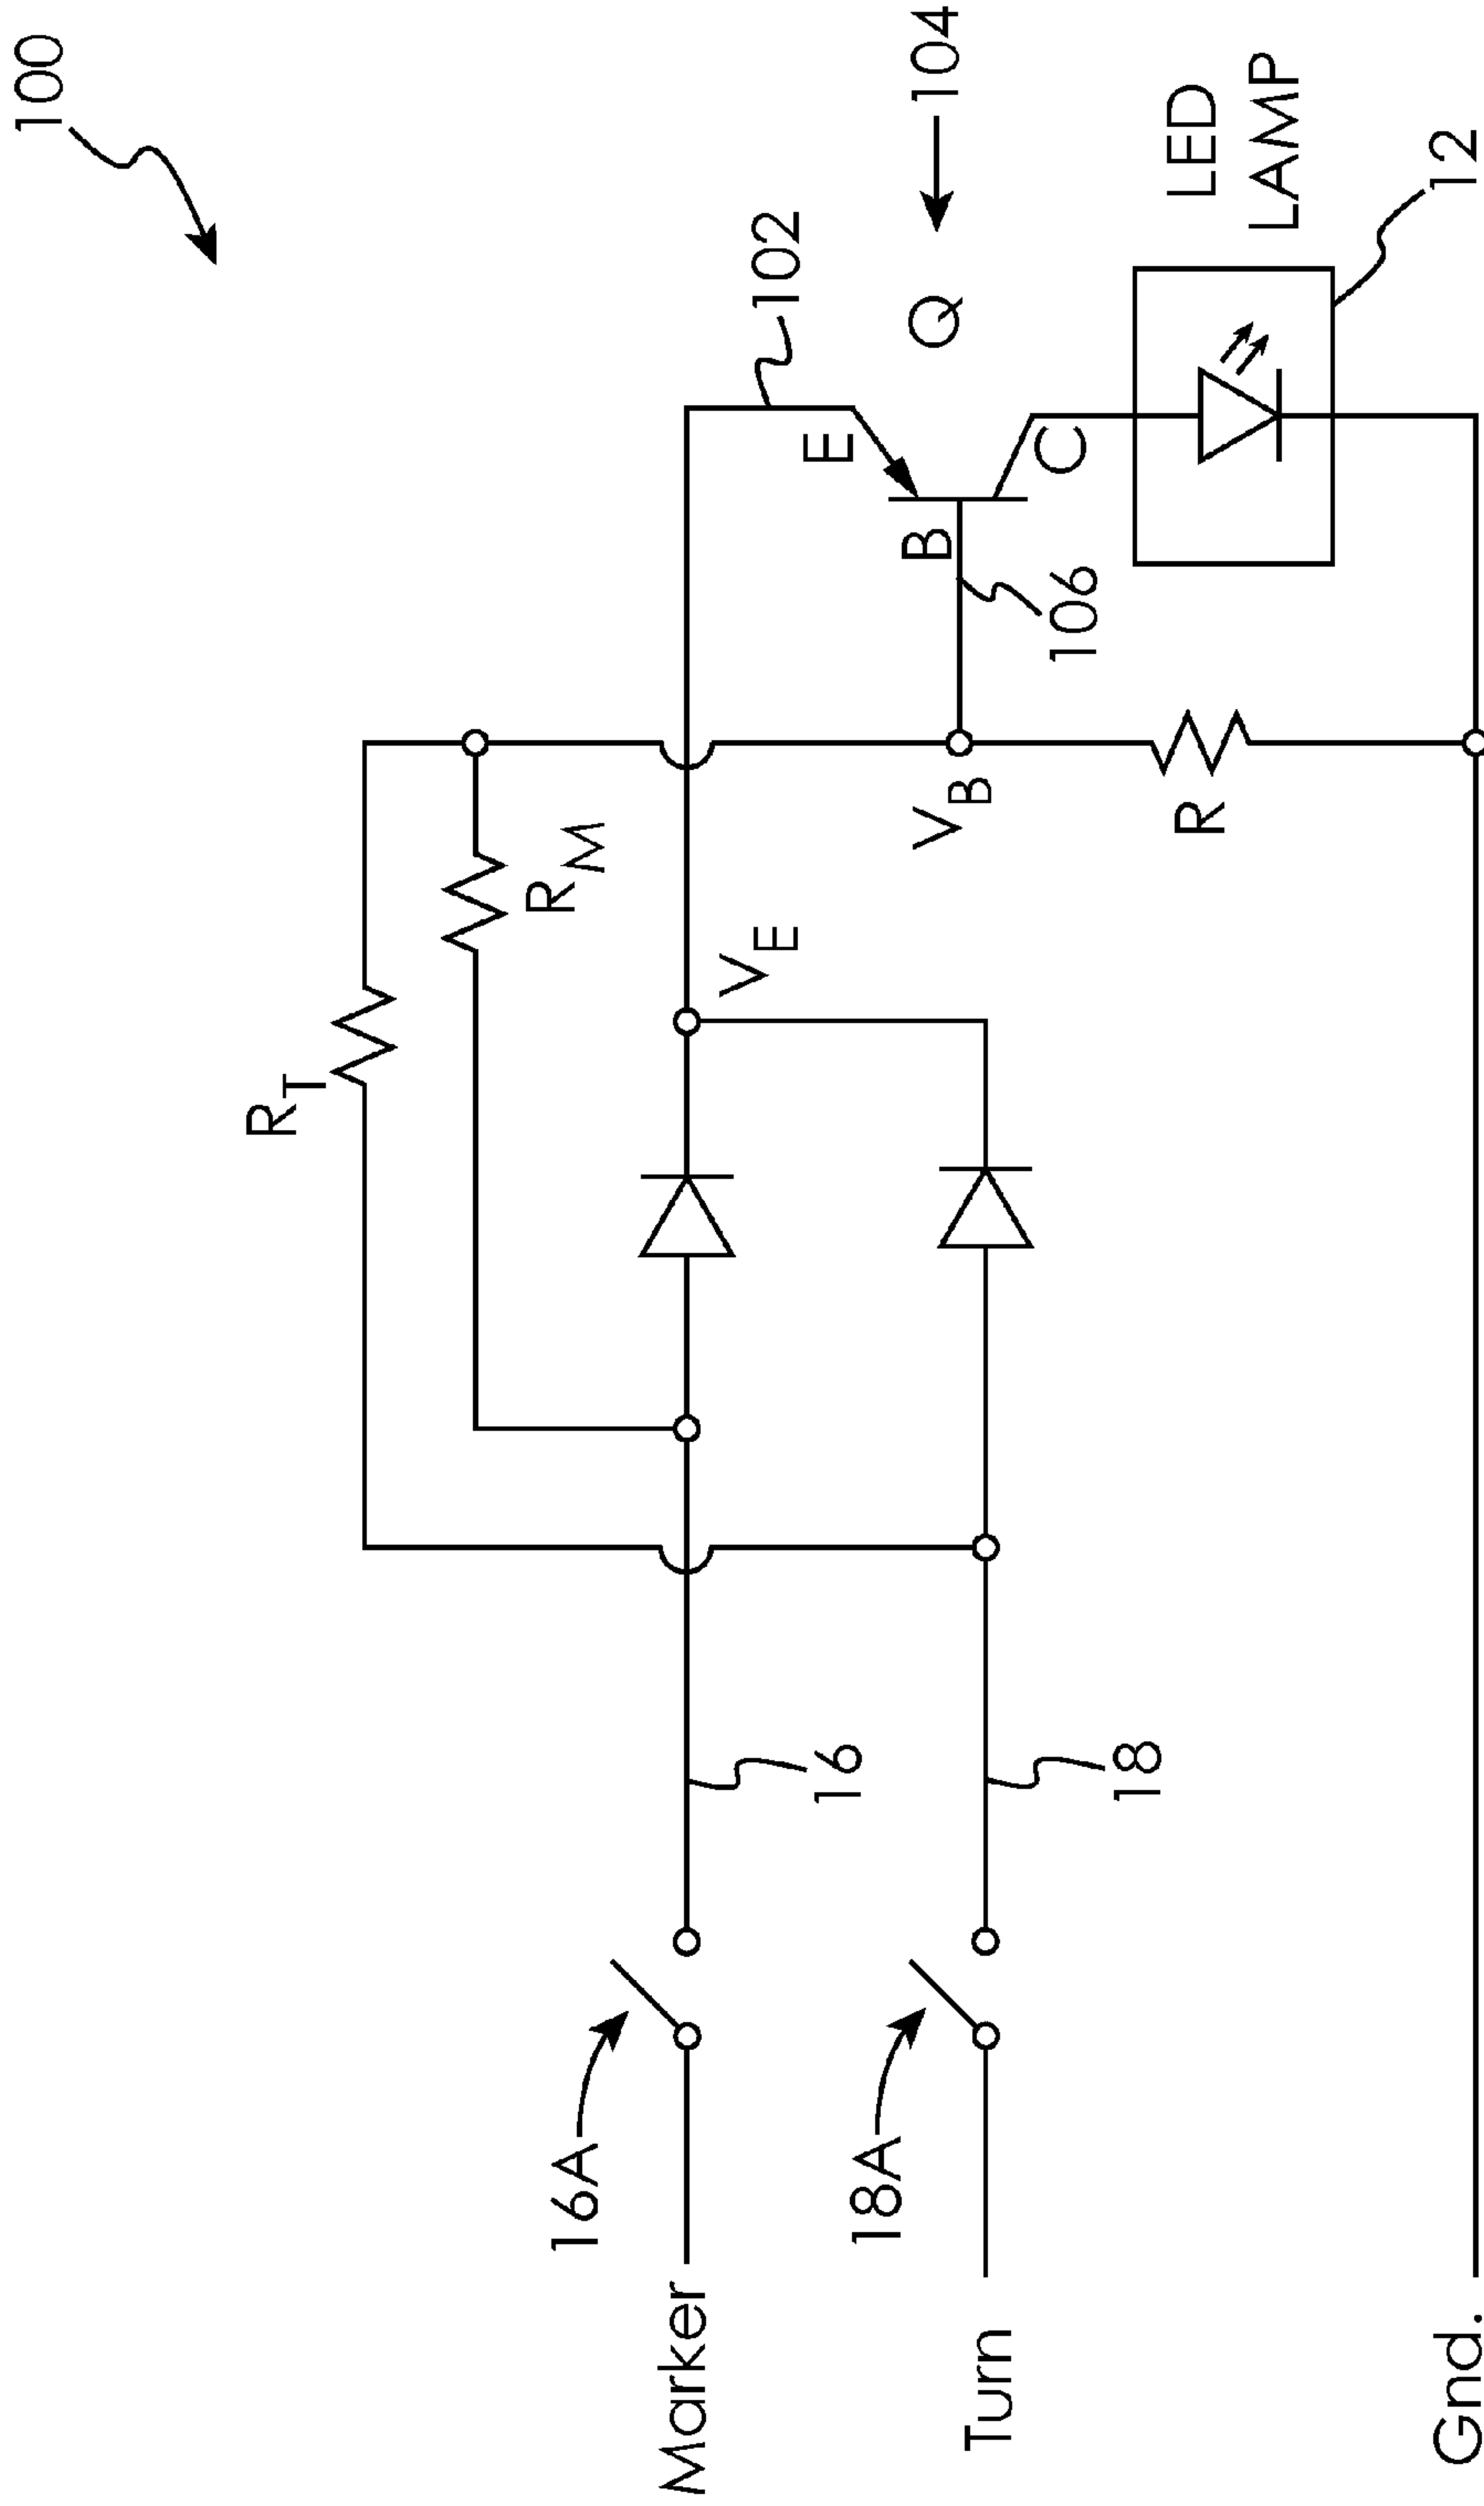 100
R_T
R_M
102
E
Q
104
B
C
106
V_E
V_B
R
LED
LAMP
12
16A
Marker
16
18A
Turn
18
Gnd.